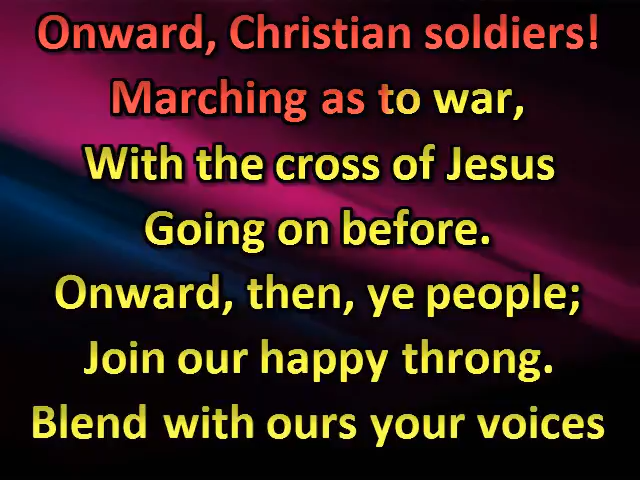 Onward, Christian soldiers!
Marching as to war,
With the cross of Jesus
Going on before.
Onward, then, ye people;
Join our happy throng.
Blend with ours your voices